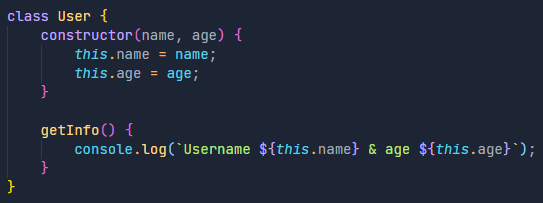 class User {
    constructor(name, age) {
        this.name = name;
        this.age = age;
    }

    getInfo() {
        console.log(`Username ${this.name} & age ${this.age}`);
    }
}